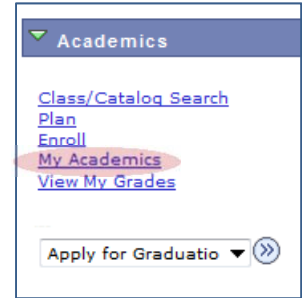 Academics
Class/Catalog Search
Plan
Enroll
My Academics
View My Grades
Apply for Graduatio